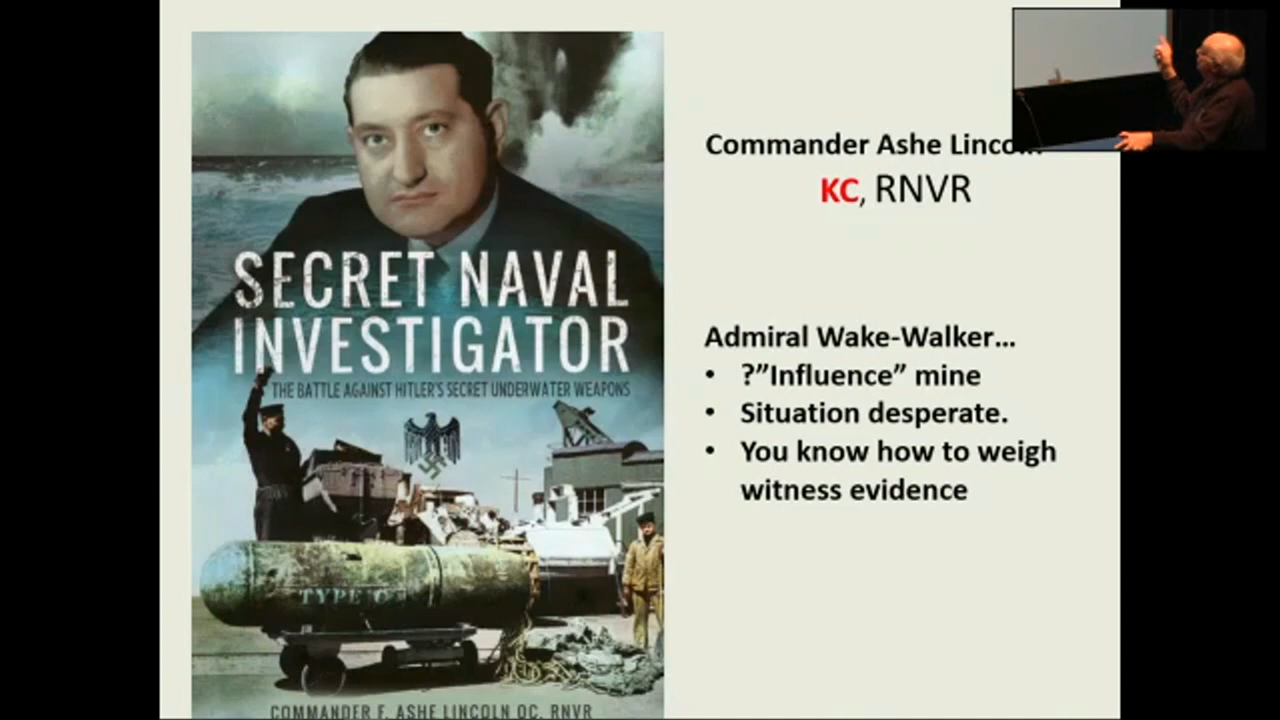 SECRET NAVAL
INVESTIGATOR
THE BATTLE AGAINST HITLER'S SECRET UNDERWATER WEAPONS
TYPE C
COMMANDER F. ASHE LINCOLN QC, RNVR
Commander Ashe
KC, RNVR
Admiral Wake-Walker...
• ?”Influence” mine
• Situation desperate.
• You know how to weigh
witness evidence